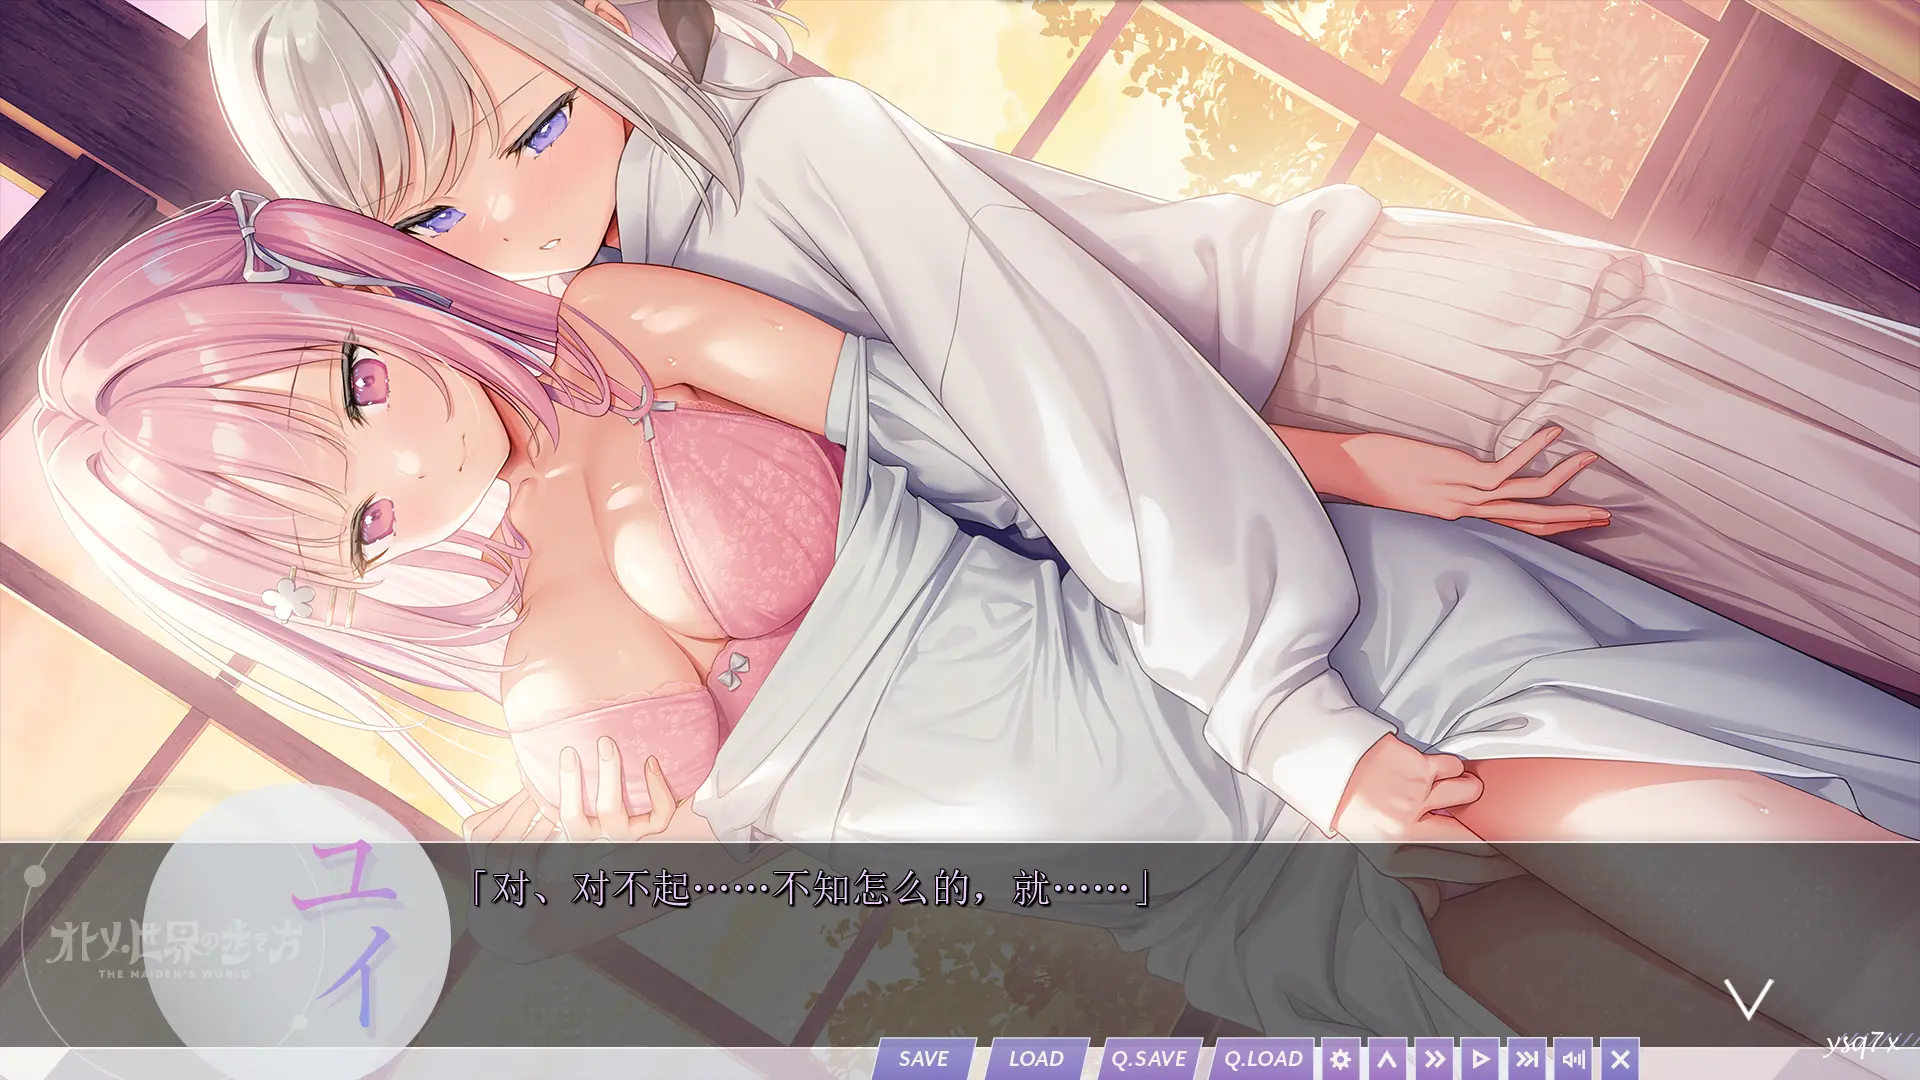 ユイ
「对、对不起……不知怎么的，就……」
オトメ世界の歩き方
THE MAIDEN'S WORLD
SAVE
LOAD
Q.SAVE
Q.LOAD
ysq7x